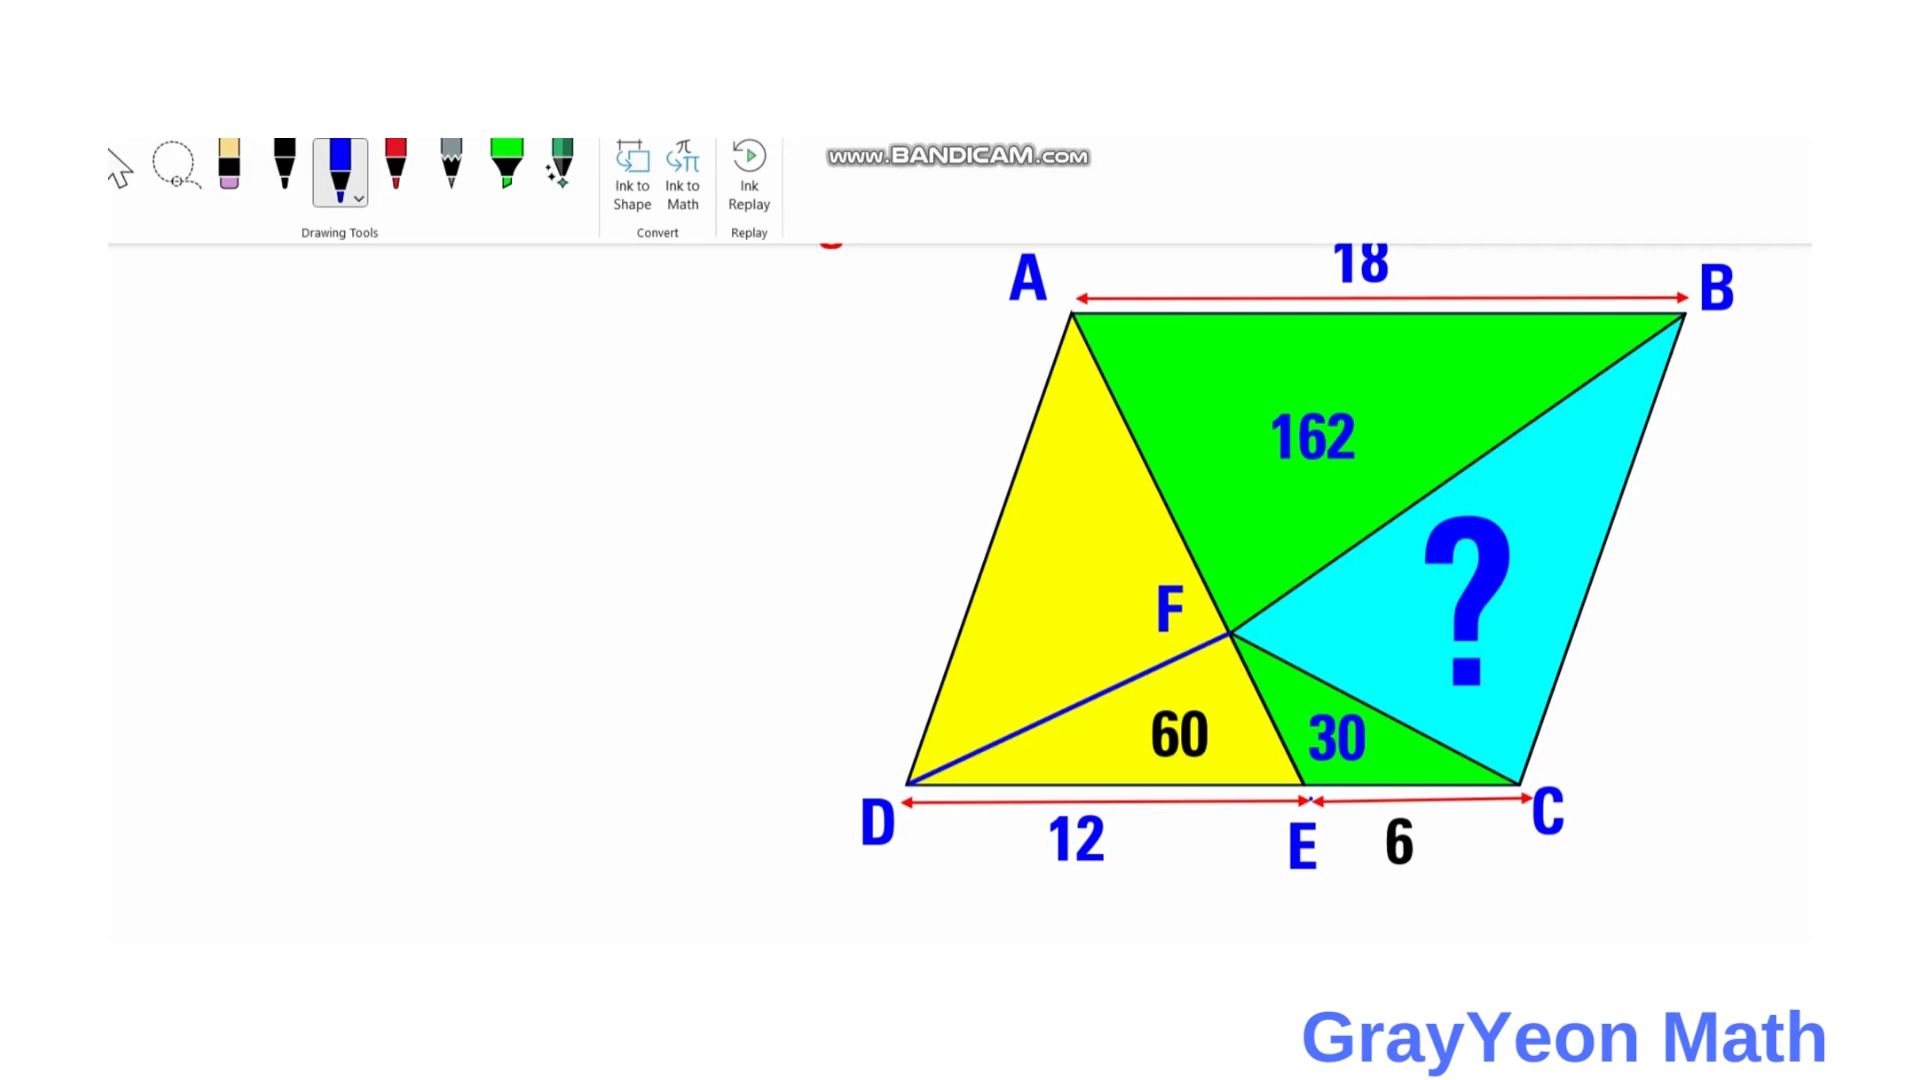 www.BANDICAM.com
Ink to Shape
Ink to Math
Ink Replay
Drawing Tools
Convert
Replay
18
A
B
162
?
F
60
30
D
12
E
6
C
GrayYeon Math